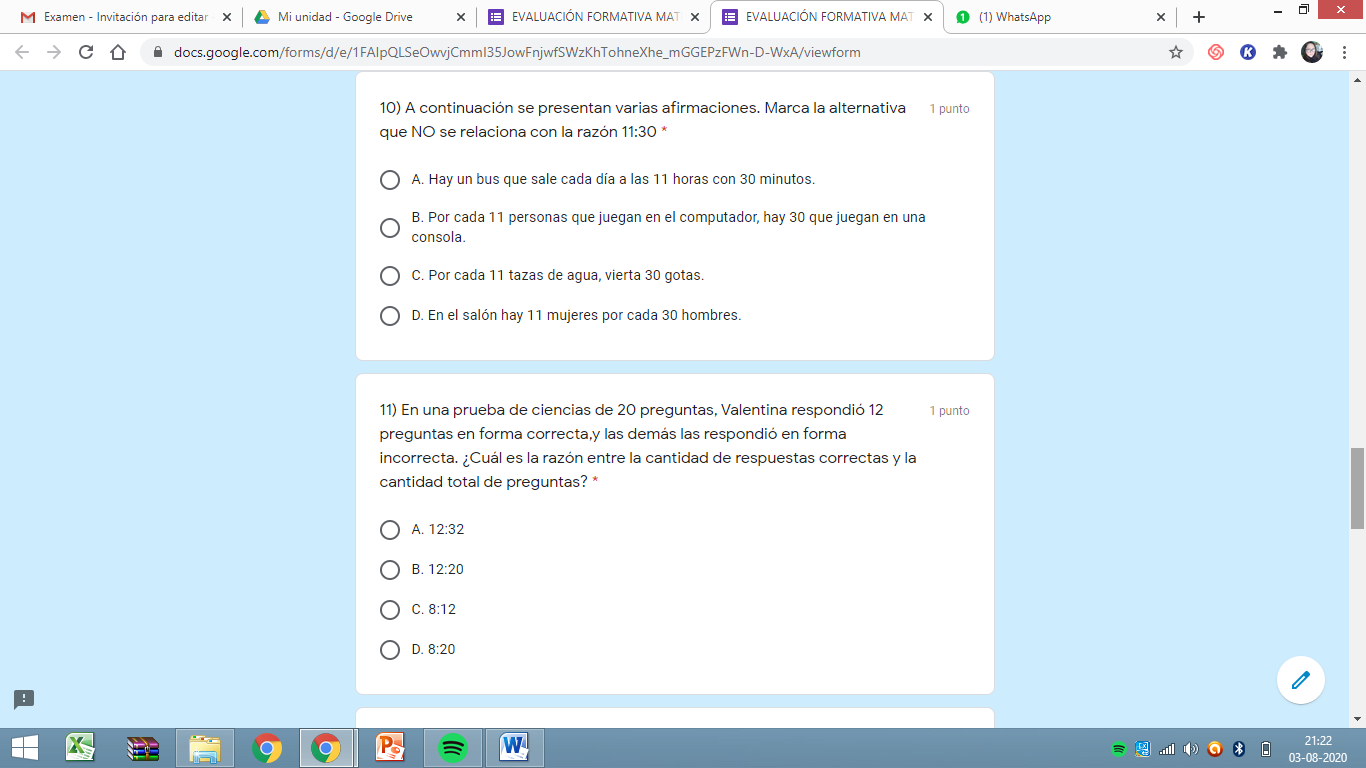 Examen - Invitación para editar
Mi unidad - Google Drive
EVALUACIÓN FORMATIVA MAT
EVALUACIÓN FORMATIVA MAT
(1) WhatsApp
docs.google.com/forms/d/e/1FAIpQLSeOwvjCmmI35JowFnjwfSWzKhTohneXhe_mGGEPzFWn-D-WxA/viewform
10) A continuación se presentan varias afirmaciones. Marca la alternativa
que NO se relaciona con la razón 11:30 *
1 punto
A. Hay un bus que sale cada día a las 11 horas con 30 minutos.
B. Por cada 11 personas que juegan en el computador, hay 30 que juegan en una
consola.
C. Por cada 11 tazas de agua, vierta 30 gotas.
D. En el salón hay 11 mujeres por cada 30 hombres.
11) En una prueba de ciencias de 20 preguntas, Valentina respondió 12
preguntas en forma correcta,y las demás las respondió en forma
incorrecta. ¿Cuál es la razón entre la cantidad de respuestas correctas y la
cantidad total de preguntas? *
1 punto
A. 12:32
B. 12:20
C. 8:12
D. 8:20
21:22
03-08-2020